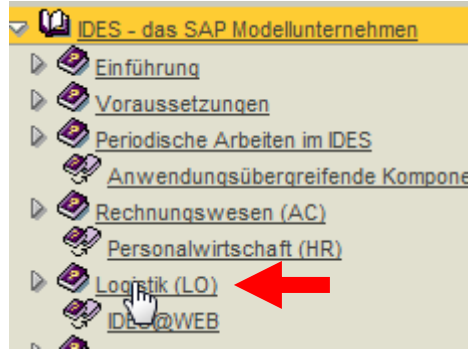 IDES - das SAP Modellunternehmen
Einführung
Voraussetzungen
Periodische Arbeiten im IDES
Anwendungsübergreifende Kompone
Rechnungswesen (AC)
Personalwirtschaft (HR)
Logistik (LO)
IDES@WEB